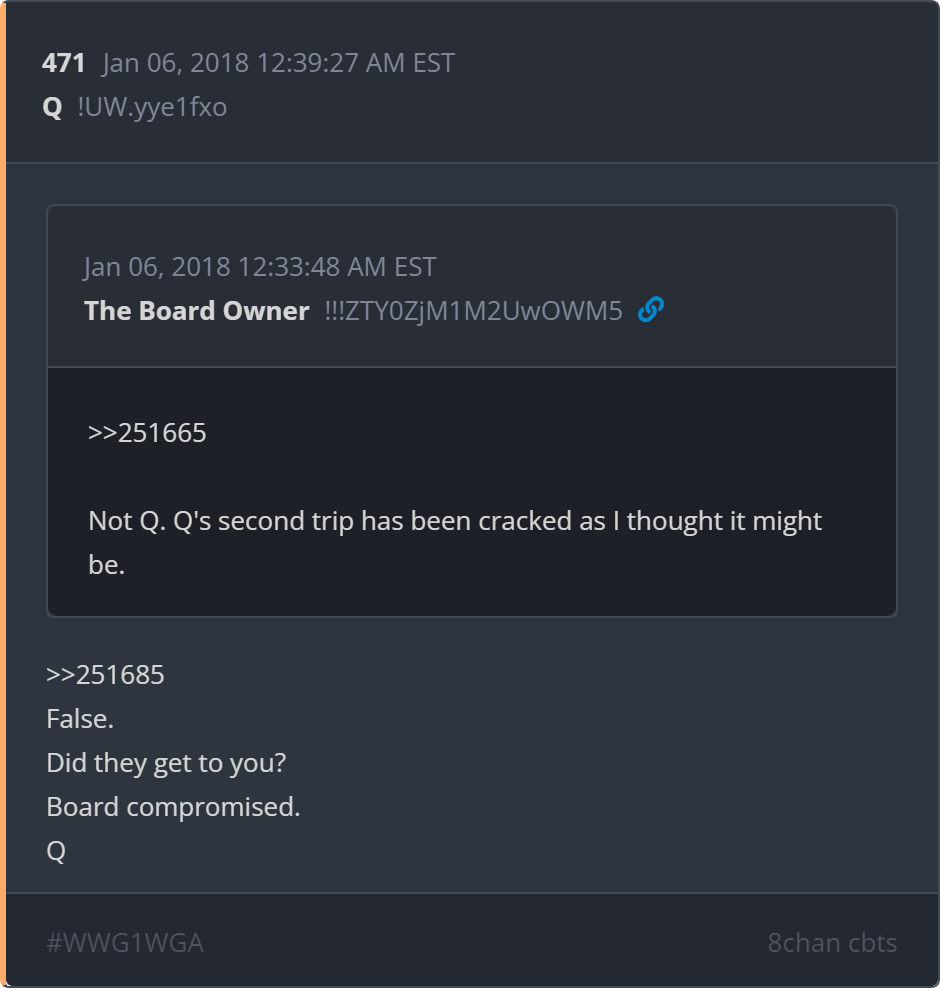 471 Jan 06, 2018 12:39:27 AM EST
Q !UW.yye1fxo
Jan 06, 2018 12:33:48 AM EST
The Board Owner !!!ZTY0ZjM1M2UwOWM5
>>251665
Not Q. Q's second trip has been cracked as I thought it might
be.
>>251685
False.
Did they get to you?
Board compromised.
Q
#WWG1WGA 8chan cbts